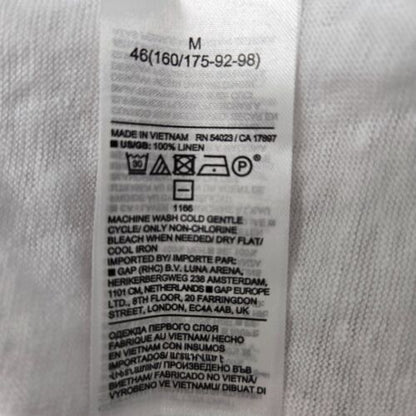 M
46(160/175-92-98)
MADE IN VIETNAM RN 54023 / CA 17897
US/GB: 100% LINEN
30 P
1166
MACHINE WASH COLD GENTLE
CYCLE/ ONLY NON-CHLORINE
BLEACH WHEN NEEDED/ DRY FLAT/
COOL IRON
IMPORTED BY/ IMPORTE PAR:
GAP (RHC) B.V. LUNA ARENA,
HERIKERBERGWEG 238 AMSTERDAM,
1101 CM, NETHERLANDS GAP EUROPE
LTD., 8TH FLOOR, 20 FARRINGDON
STREET, LONDON, EC4A 4AB, UK
ОДЕЖДА ПЕРВОГО СЛОЯ
FABRIQUE AU VIETNAM/ HECHO
EN VIETNAM CON INSUMOS
IMPORTADOS/
ПРОИЗВЕДЕНО ВЪВ
ВИЕТНАМ/ FABRICADO NO VIETNÃ/
VYROBENO VE VIETNAMU/ DIBUAT DI